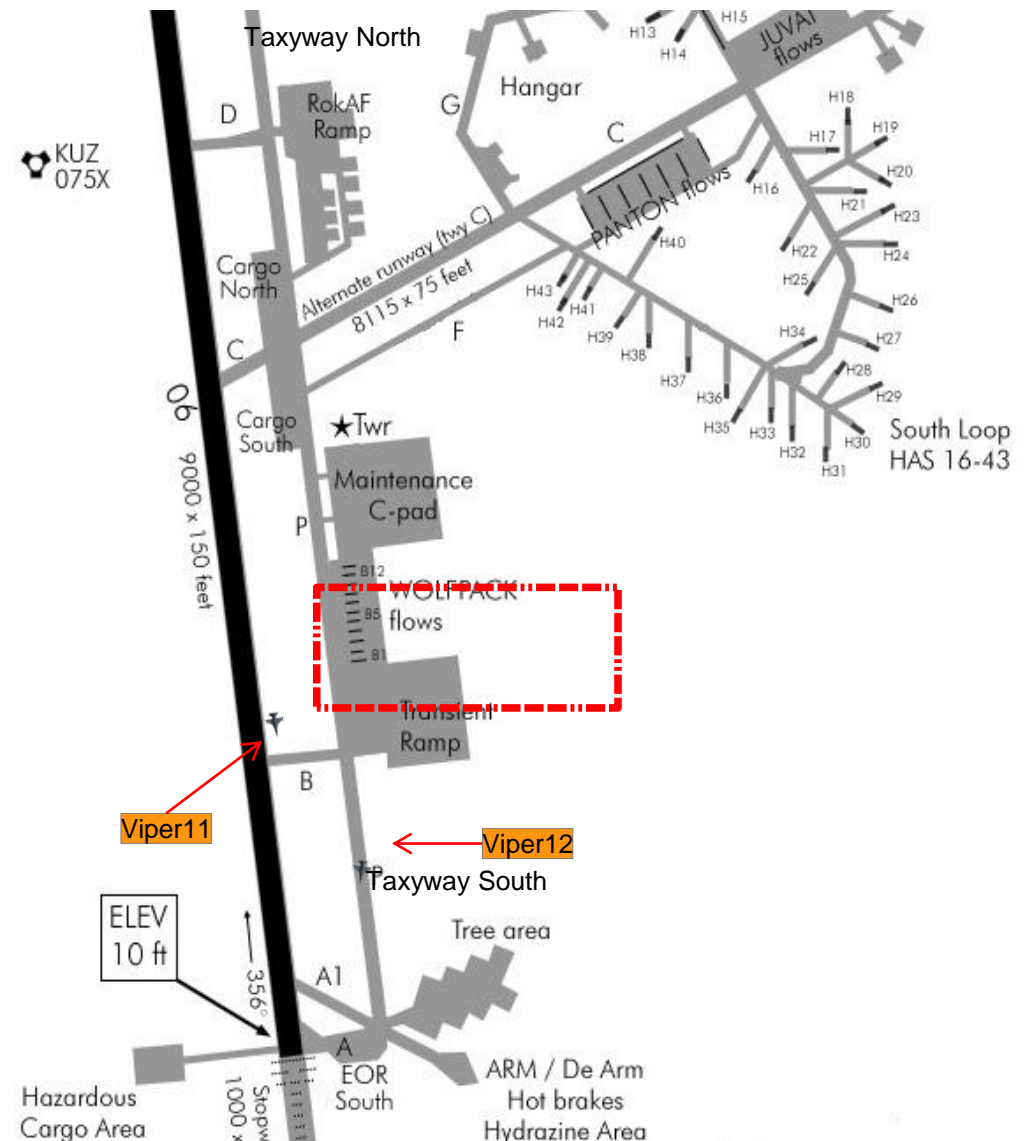 Taxyway North
H15
H13
H14
JUVAT
flows
Hangar
RokAF
Ramp
D
G
C
KUZ
075X
H18
H17
H19
H20
H16
H21
H23
PANTON flows
H22
H24
H40
H25
Cargo
North
Alternate runway (twy C)
8115 x 75 feet
H43
H41
H42
H26
F
H39
H34
H27
C
H38
H37
H28
06
H36
H29
Cargo
South
Twr
H35
H33
H32
H30
H31
South Loop
HAS 16-43
9000 x 150 feet
Maintenance
C-pad
P
B12
WOLFPACK
flows
B5
B1
Transient
Ramp
B
Viper11
Viper12
P
Taxyway South
ELEV
10 ft
356°
A1
Tree area
A
EOR
South
ARM / De Arm
Hot brakes
Hydrazine Area
Hazardous
Cargo Area
1000 x